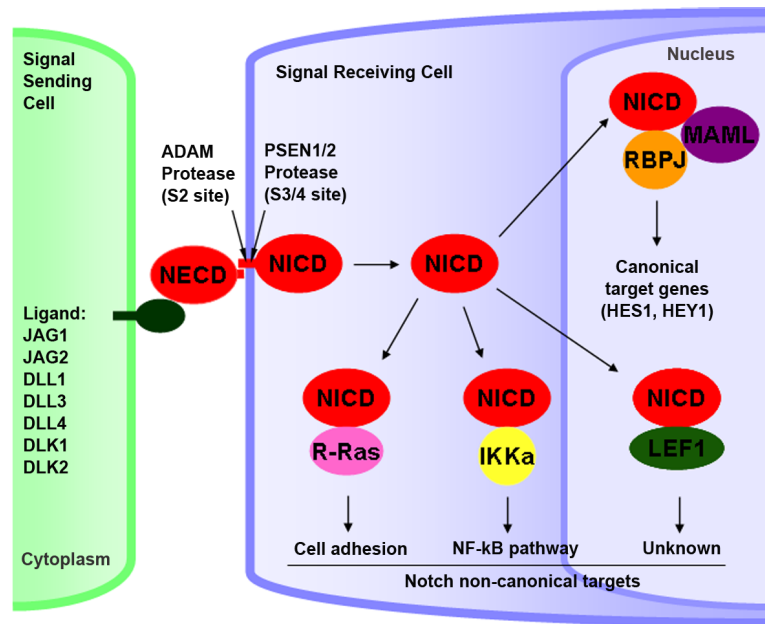 Signal
Sending
Cell
Signal Receiving Cell
Nucleus
ADAM
Protease
(S2 site)
PSEN1/2
Protease
(S3/4 site)
NICD
MAML
RBPJ
NECD
NICD
NICD
Canonical
target genes
(HES1, HEY1)
Ligand:
JAG1
JAG2
DLL1
DLL3
DLL4
DLK1
DLK2
NICD
R-Ras
NICD
IKKa
NICD
LEF1
Cytoplasm
Cell adhesion
NF-kB pathway
Unknown
Notch non-canonical targets